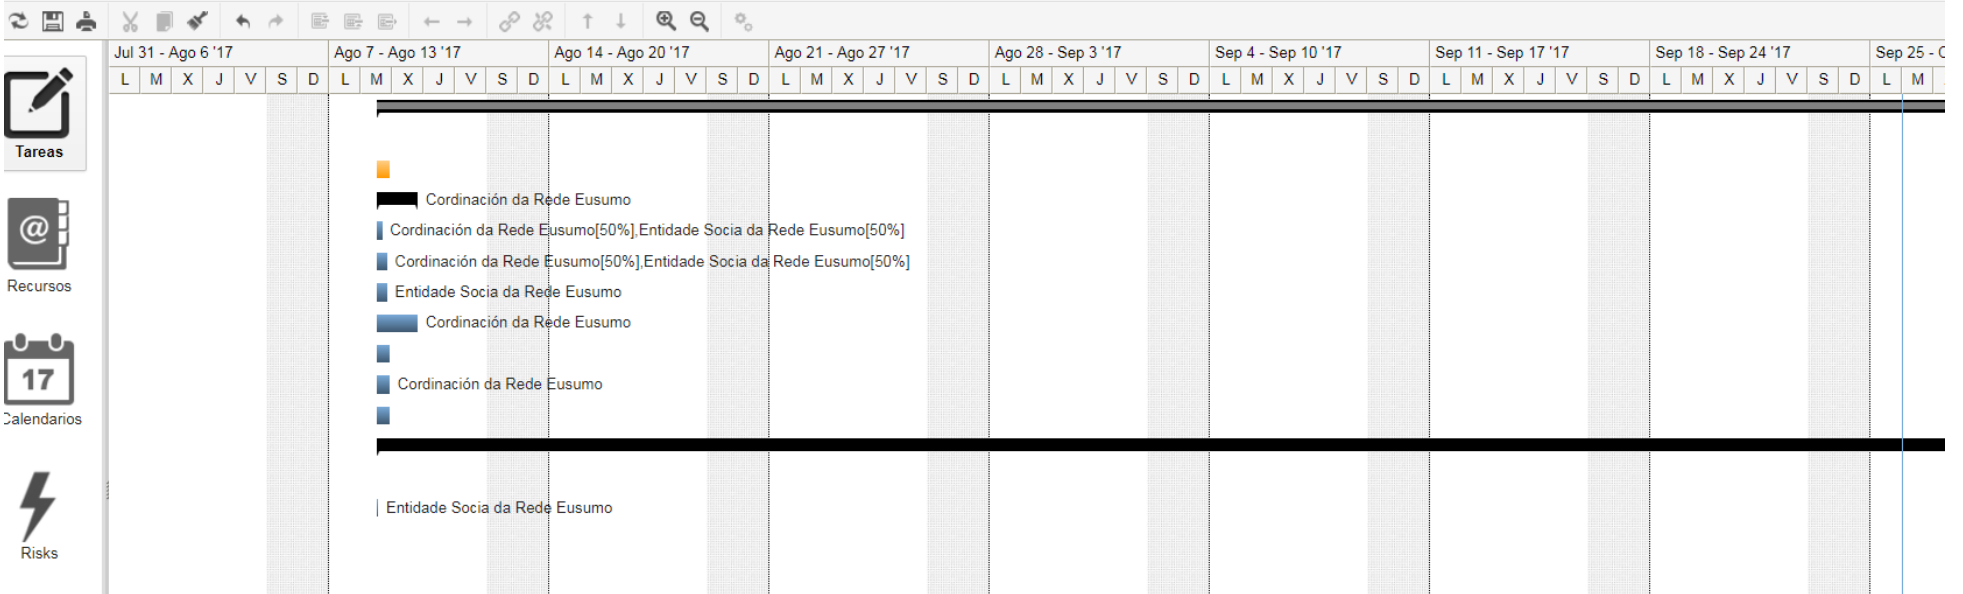 Jul 31 - Ago 6 '17 Ago 7 - Ago 13 '17 Ago 14 - Ago 20 '17 Ago 21 - Ago 27 '17 Ago 28 - Sep 3 '17 Sep 4 - Sep 10 '17 Sep 11 - Sep 17 '17 Sep 18 - Sep 24 '17 Sep 25 -
L M X J V S D L M X J V S D L M X J V S D L M X J V S D L M X J V S D L M X J V S D L M X J V S D L M X J V S D L M
Tareas
Cordinación da Rede Eusumo
Cordinación da Rede Eusumo[50%],Entidade Socia da Rede Eusumo[50%]
Cordinación da Rede Eusumo[50%],Entidade Socia da Rede Eusumo[50%]
@
Recursos
Entidade Socia da Rede Eusumo
Cordinación da Rede Eusumo
17
Calendarios
Cordinación da Rede Eusumo
Entidade Socia da Rede Eusumo
Risks